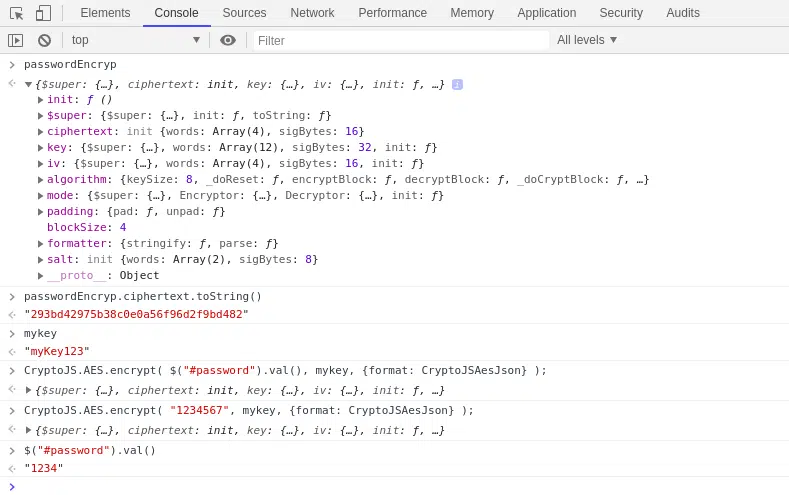 Elements Console Sources Network Performance Memory Application Security Audits
top Filter All levels
passwordEncryp
{$super: {…}, ciphertext: init, key: {…}, iv: {…}, init: ƒ, …} i
init: ƒ ()
$super: {$super: {…}, init: ƒ, toString: ƒ}
ciphertext: init {words: Array(4), sigBytes: 16}
key: {$super: {…}, words: Array(12), sigBytes: 32, init: ƒ}
iv: {$super: {…}, words: Array(4), sigBytes: 16, init: ƒ}
algorithm: {keySize: 8, _doReset: ƒ, encryptBlock: ƒ, decryptBlock: ƒ, _doCryptBlock: ƒ, …}
mode: {$super: {…}, Encryptor: {…}, Decryptor: {…}, init: ƒ}
padding: {pad: ƒ, unpad: ƒ}
blockSize: 4
formatter: {stringify: ƒ, parse: ƒ}
salt: init {words: Array(2), sigBytes: 8}
__proto__: Object
passwordEncryp.ciphertext.toString()
"293bd42975b38c0e0a56f96d2f9bd482"
mykey
"myKey123"
CryptoJS.AES.encrypt( $("#password").val(), mykey, {format: CryptoJSAesJson} );
{$super: {…}, ciphertext: init, key: {…}, iv: {…}, init: ƒ, …}
CryptoJS.AES.encrypt( "1234567", mykey, {format: CryptoJSAesJson} );
{$super: {…}, ciphertext: init, key: {…}, iv: {…}, init: ƒ, …}
$("#password").val()
"1234"